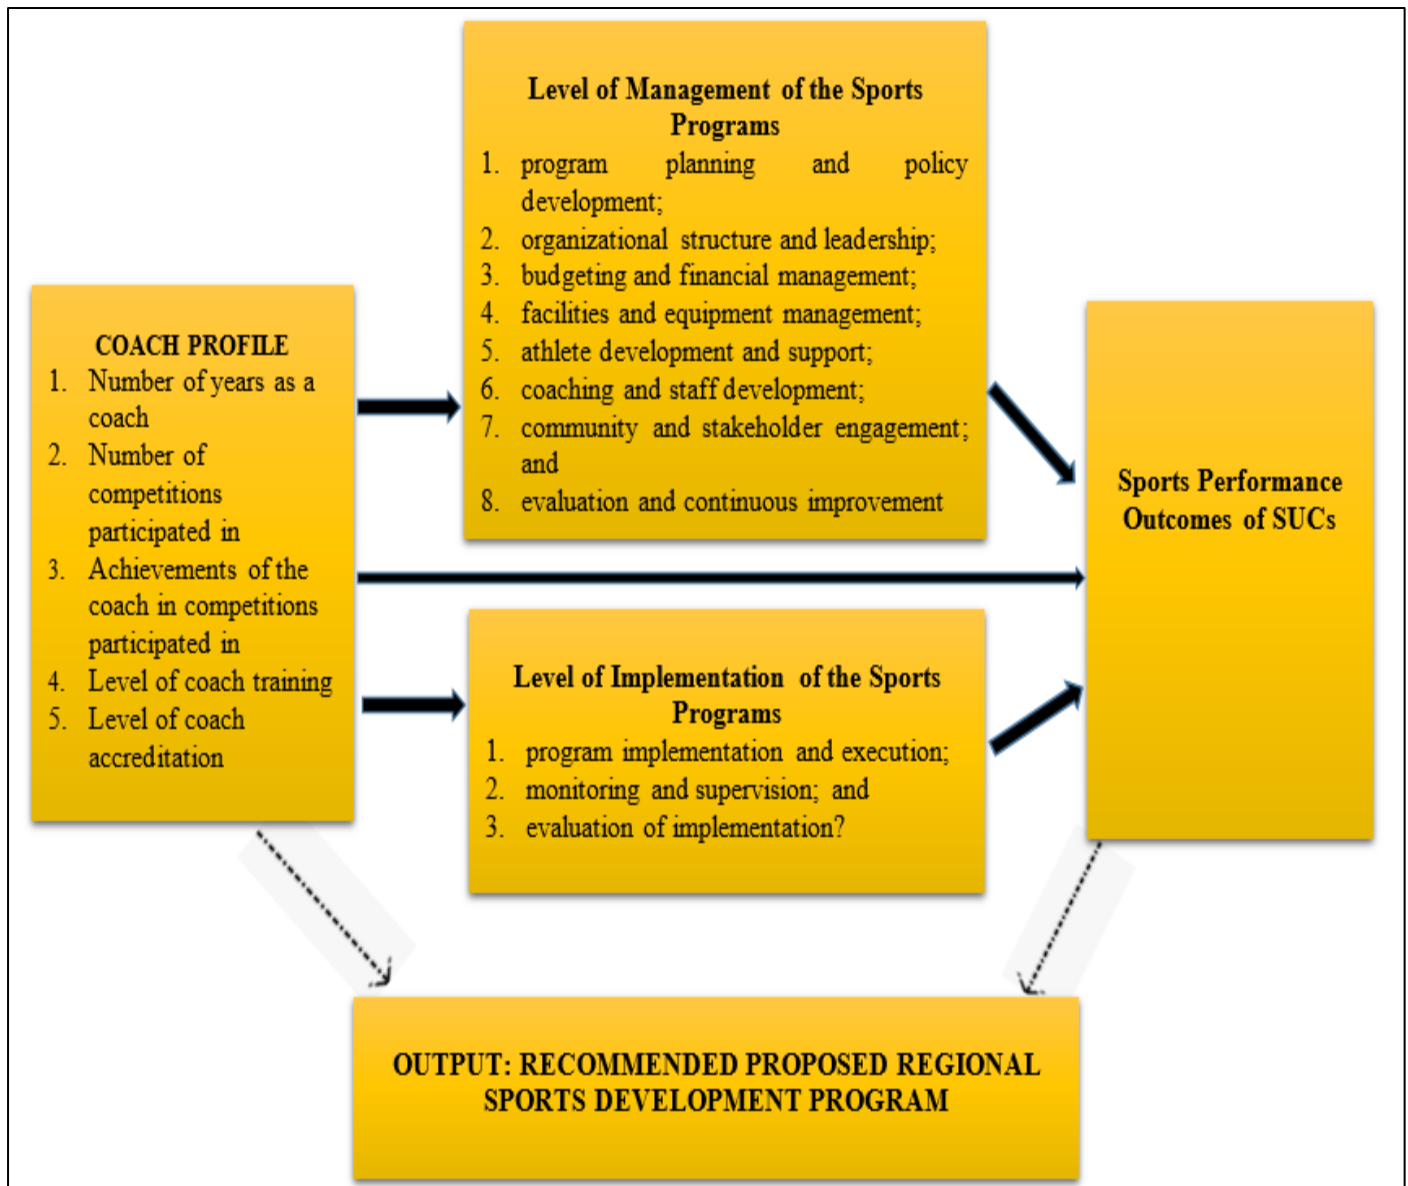 Level of Management of the Sports
Programs
1. program planning and policy
development;
2. organizational structure and leadership;
3. budgeting and financial management;
4. facilities and equipment management;
5. athlete development and support;
6. coaching and staff development;
7. community and stakeholder engagement;
and
8. evaluation and continuous improvement
COACH PROFILE
1. Number of years as a
coach
2. Number of
competitions
participated in
3. Achievements of the
coach in competitions
participated in
4. Level of coach training
5. Level of coach
accreditation
Sports Performance
Outcomes of SUCs
Level of Implementation of the Sports
Programs
1. program implementation and execution;
2. monitoring and supervision; and
3. evaluation of implementation?
OUTPUT: RECOMMENDED PROPOSED REGIONAL
SPORTS DEVELOPMENT PROGRAM